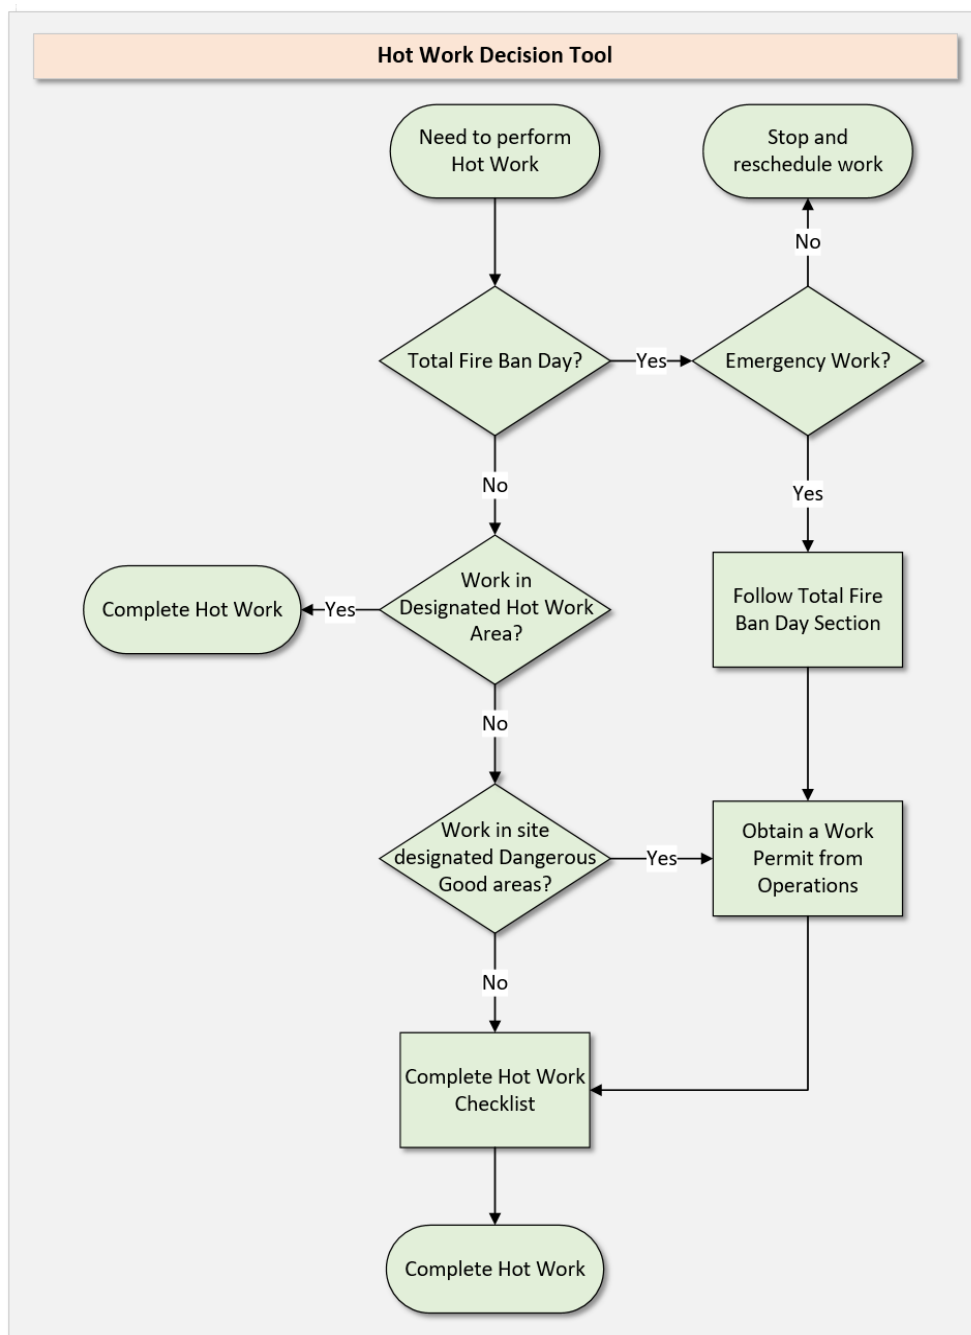 Hot Work Decision Tool
Need to perform
Hot Work
Stop and
reschedule work
No
Total Fire Ban Day?
Yes
Emergency Work?
No
Yes
Work in
Designated Hot Work
Area?
Yes
Complete Hot Work
Follow Total Fire
Ban Day Section
No
Work in site
designated Dangerous
Good areas?
Yes
Obtain a Work
Permit from
Operations
No
Complete Hot Work
Checklist
Complete Hot Work